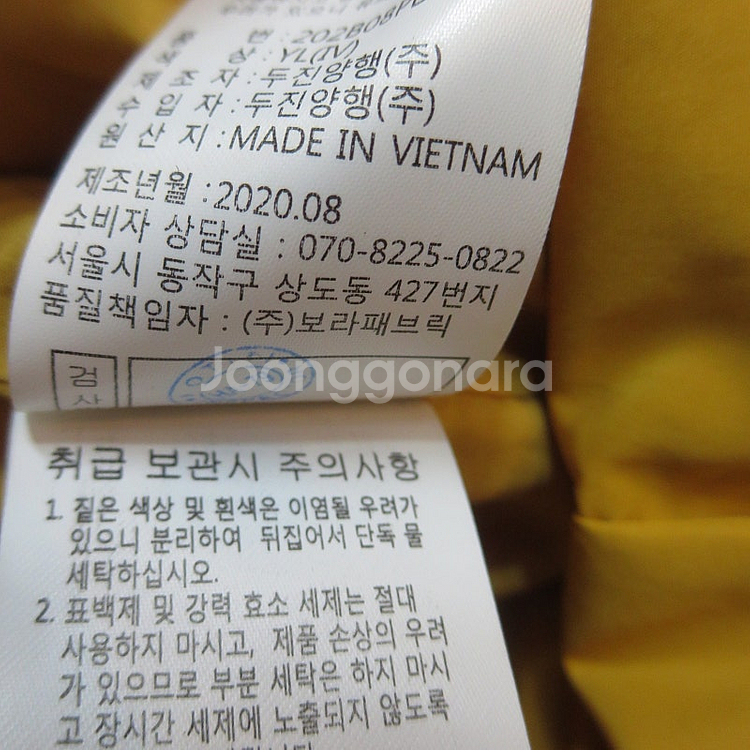 번 : 202B08PL
상 : YL(IV)
제 조 자 : 두진양행(주)
수 입 자 : 두진양행(주)
원 산 지 : MADE IN VIETNAM
제조년월 : 2020.08
소비자 상담실 : 070-8225-0822
서울시 동작구 상도동 427번지
품질책임자 : (주)보라패브릭
검
Joonggonara
취급 보관시 주의사항
1. 짙은 색상 및 흰색은 이염될 우려가
있으니 분리하여 뒤집어서 단독 물
세탁하십시오.
2. 표백제 및 강력 효소 세제는 절대
사용하지 마시고, 제품 손상의 우려
가 있으므로 부분 세탁은 하지 마시
고 장시간 세제에 노출되지 않도록